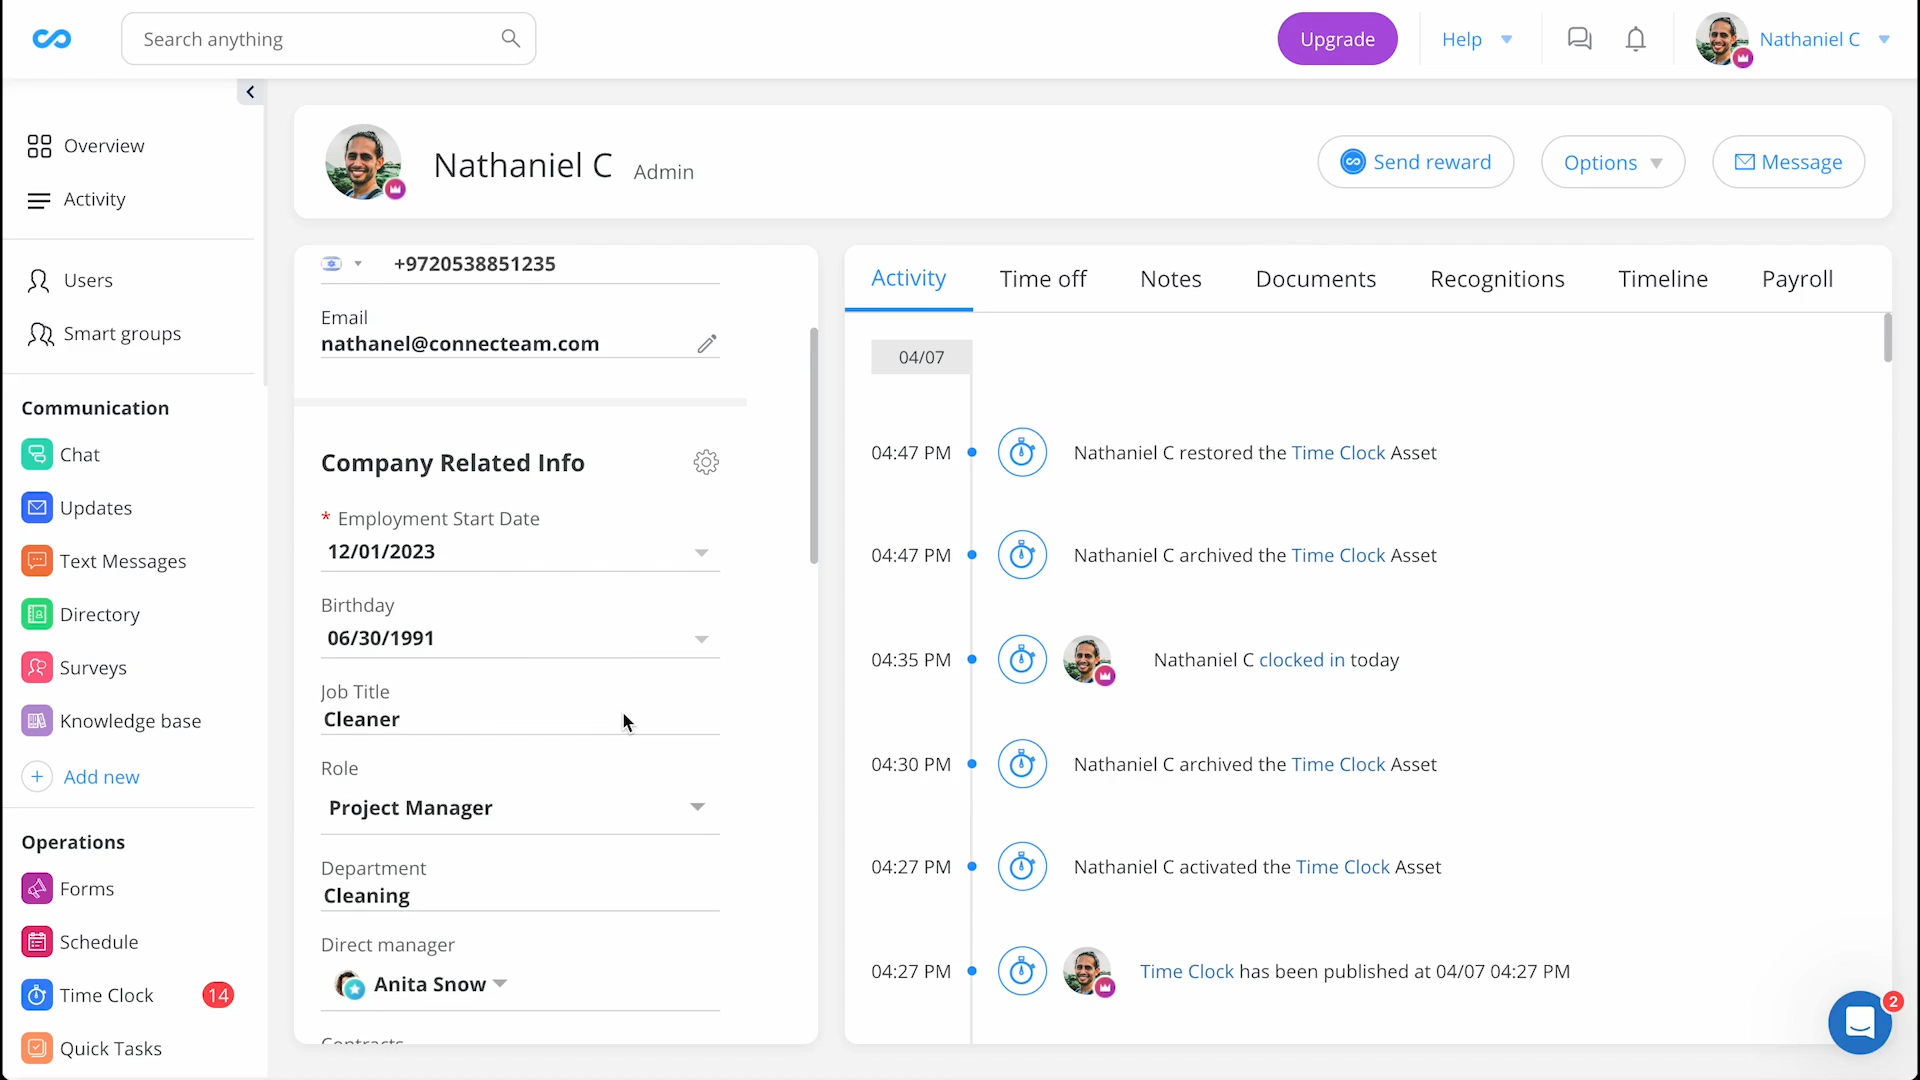 Search anything
Upgrade
Help
Nathaniel C
Overview
Activity
Users
Smart groups
Communication
Chat
Updates
Text Messages
Directory
Surveys
Knowledge base
Add new
Operations
Forms
Schedule
Time Clock 14
Quick Tasks
Nathaniel C Admin
Send reward
Options
Message
+9720538851235
Email
nathanel@connecteam.com
Company Related Info
* Employment Start Date
12/01/2023
Birthday
06/30/1991
Job Title
Cleaner
Role
Project Manager
Department
Cleaning
Direct manager
Anita Snow
Contracts
Activity Time off Notes Documents Recognitions Timeline Payroll
04/07
04:47 PM Nathaniel C restored the Time Clock Asset
04:47 PM Nathaniel C archived the Time Clock Asset
04:35 PM Nathaniel C clocked in today
04:30 PM Nathaniel C archived the Time Clock Asset
04:27 PM Nathaniel C activated the Time Clock Asset
04:27 PM Time Clock has been published at 04/07 04:27 PM
2